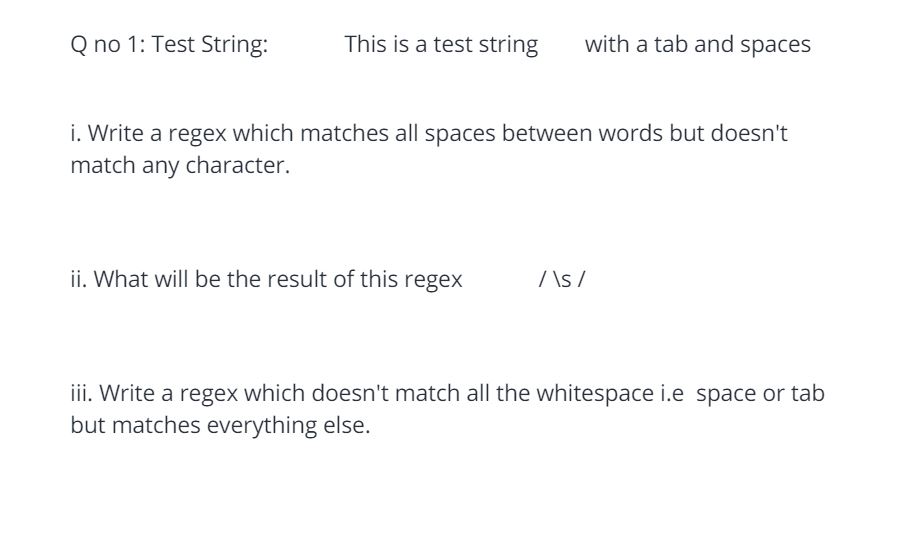 Q no 1: Test String: This is a test string with a tab and spaces
i. Write a regex which matches all spaces between words but doesn't
match any character.
ii. What will be the result of this regex / \s /
iii. Write a regex which doesn't match all the whitespace i.e space or tab
but matches everything else.